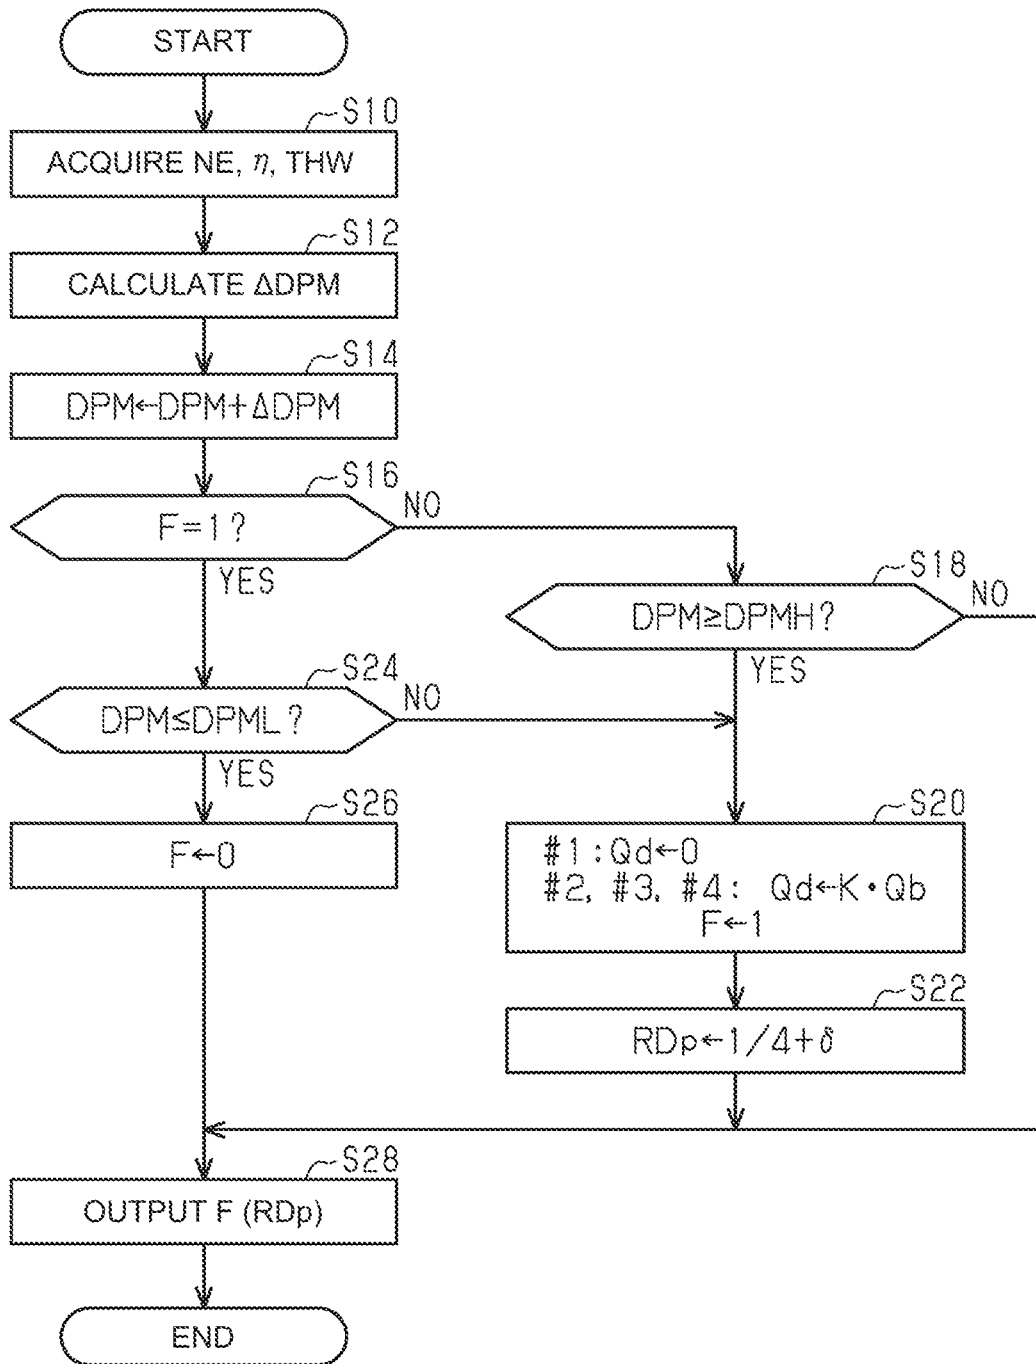 START
S10
ACQUIRE NE, η, THW
S12
CALCULATE ΔDPM
S14
DPM←DPM+ΔDPM
S16
F=1?
NO
YES
S18
DPM≥DPMH?
NO
YES
S24
DPM≤DPML?
NO
YES
S26
F←0
S20
#1:Qd←0
#2, #3, #4: Qd←K·Qb
F←1
S22
RDp←1/4+δ
S28
OUTPUT F (RDp)
END